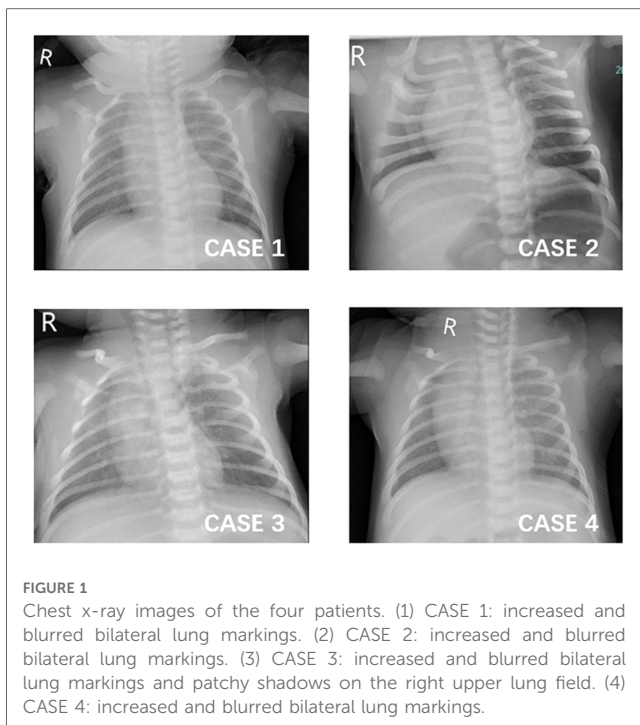 R
CASE 1
R
20
CASE 2
R
CASE 3
R
CASE 4
FIGURE 1
Chest x-ray images of the four patients. (1) CASE 1: increased and
blurred bilateral lung markings. (2) CASE 2: increased and blurred
bilateral lung markings. (3) CASE 3: increased and blurred bilateral
lung markings and patchy shadows on the right upper lung field. (4)
CASE 4: increased and blurred bilateral lung markings.